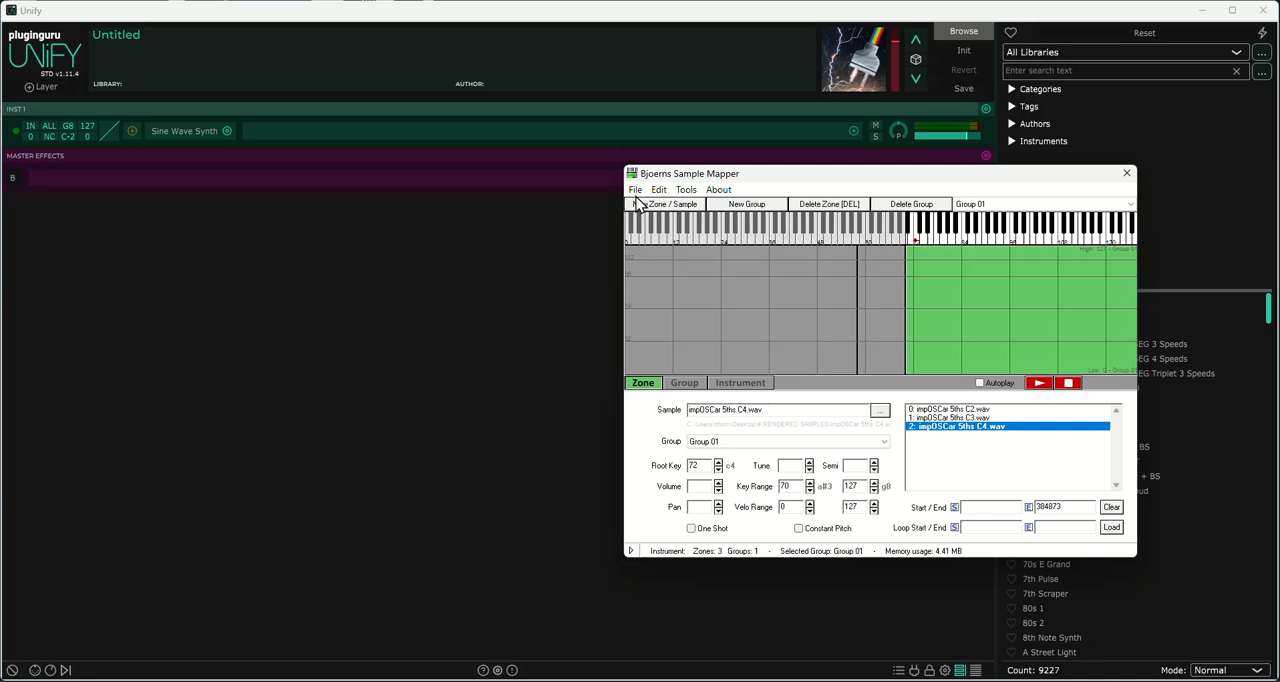 Unify
pluginguru
UNIFY
STD v1.11.4
Layer
Untitled
LIBRARY:
AUTHOR:
Browse
Init
Revert
Save
Reset
All Libraries
...
Enter search text
...
Categories
Tags
Authors
Instruments
INST 1
IN ALL G8 127
0 NC C-2 0
Sine Wave Synth
M
S
P
MASTER EFFECTS
B
Bjoerns Sample Mapper
File Edit Tools About
Zone / Sample
New Group
Delete Zone [DEL]
Delete Group
Group 01
Zone
Group
Instrument
Autoplay
Sample
impOSCar 5ths C4.wav
...
Group
Group 01
Root Key 72 c4 Tune Semi
Volume Key Range 70 a#3 127 g8
Pan Velo Range 0 127
One Shot
Constant Pitch
0: impOSCar 5ths C2.wav
1: impOSCar 5ths C3.wav
2: impOSCar 5ths C4.wav
Start / End S E 384873 Clear
Loop Start / End S E Load
Instrument: Zones: 3 Groups: 1 - Selected Group: Group 01 - Memory usage: 4.41 MB
EG 3 Speeds
EG 4 Speeds
EG Triplet 3 Speeds
BS
+ BS
70s E Grand
7th Pulse
7th Scraper
80s 1
80s 2
8th Note Synth
A Street Light
Count: 9227
Mode: Normal